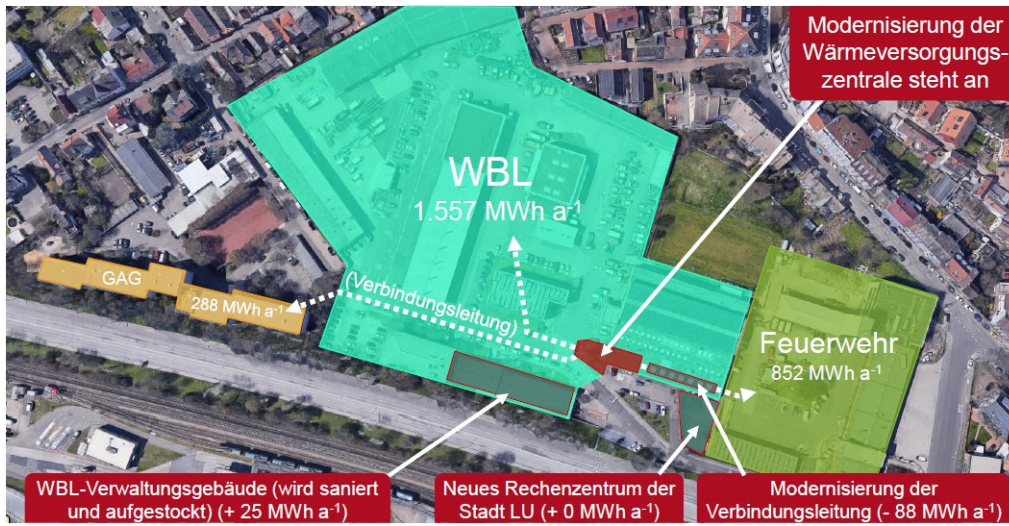 Modernisierung der
Wärmeversorgungs-
zentrale steht an
WBL
1.557 MWh a⁻¹
GAG
288 MWh a⁻¹
(Verbindungsleitung)
Feuerwehr
852 MWh a⁻¹
WBL-Verwaltungsgebäude (wird saniert
und aufgestockt) (+ 25 MWh a⁻¹)
Neues Rechenzentrum der
Stadt LU (+ 0 MWh a⁻¹)
Modernisierung der
Verbindungsleitung (- 88 MWh a⁻¹)